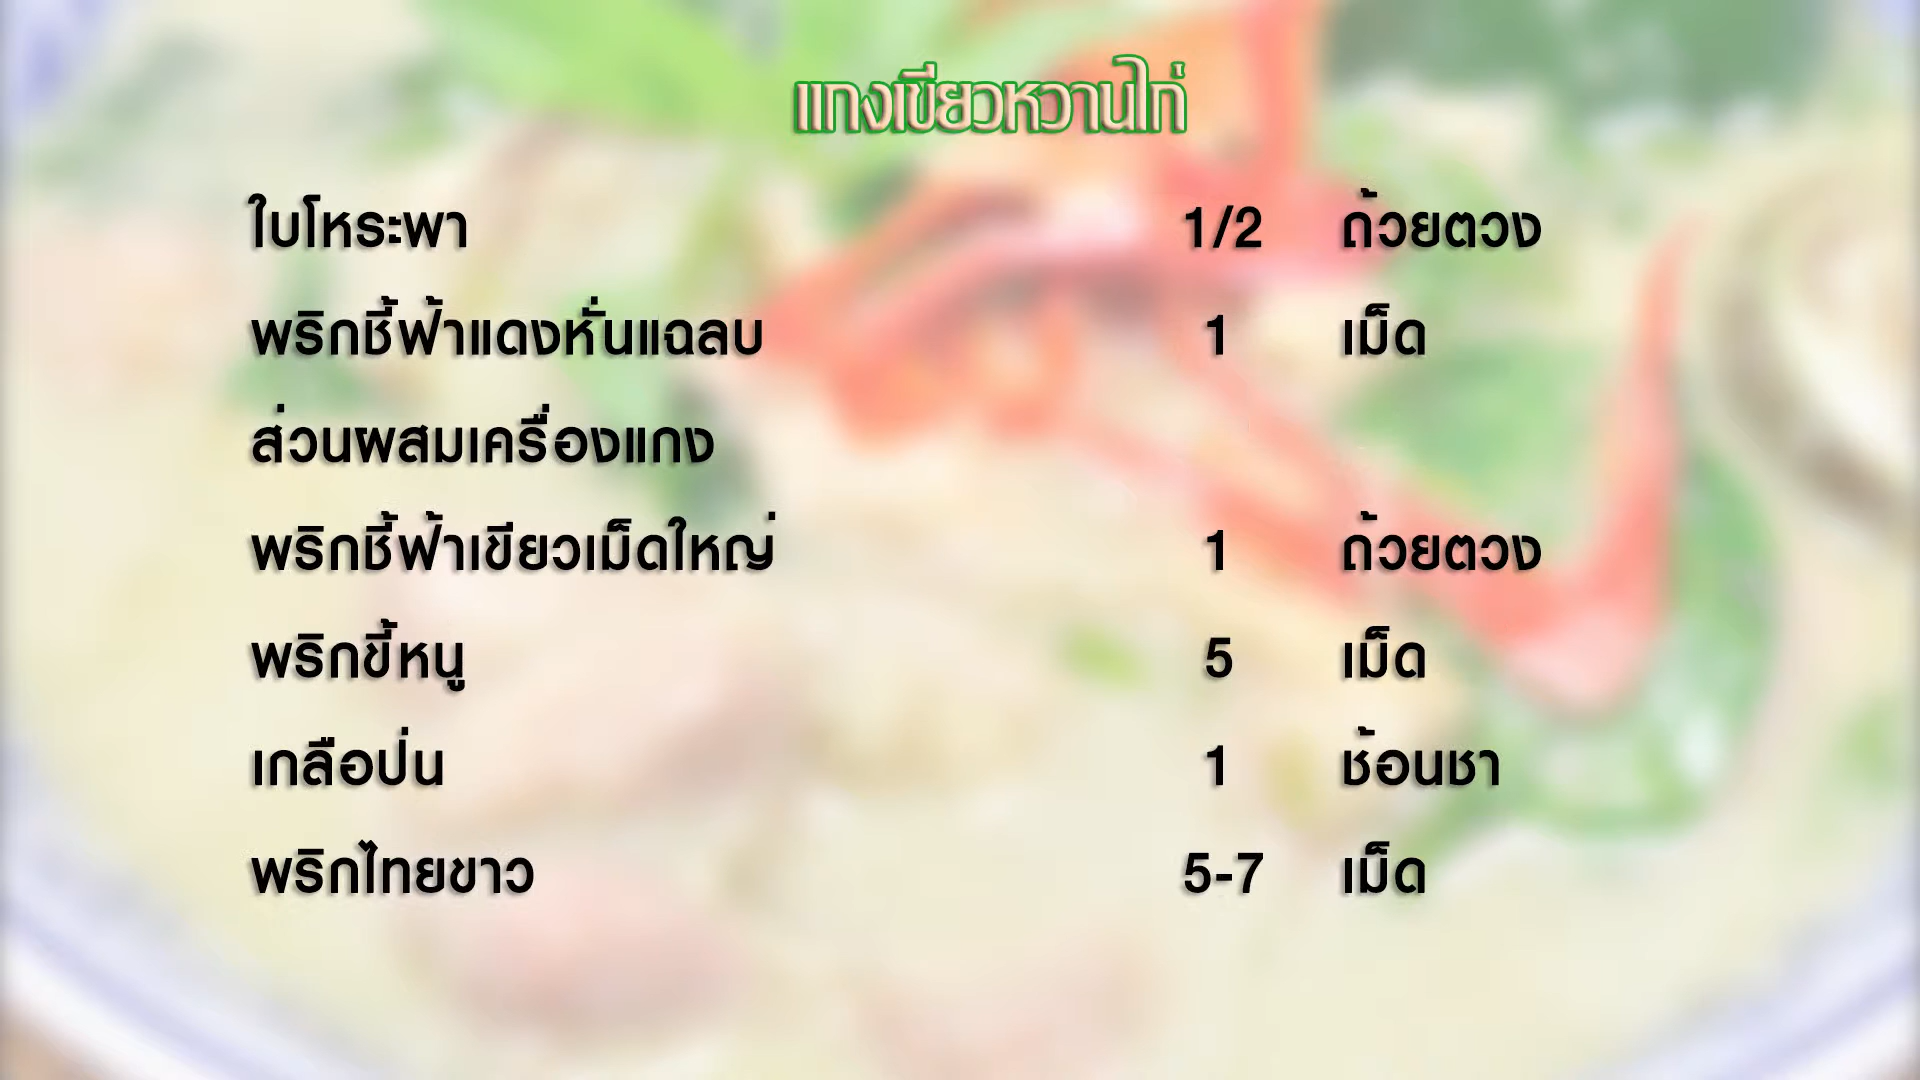 แกงเขียวหวานไก่
ใบโหระพา 1/2 ถ้วยตวง
พริกชี้ฟ้าแดงหั่นแฉลบ 1 เม็ด
ส่วนผสมเครื่องแกง
พริกชี้ฟ้าเขียวเม็ดใหญ่ 1 ถ้วยตวง
พริกขี้หนู 5 เม็ด
เกลือป่น 1 ช้อนชา
พริกไทยขาว 5-7 เม็ด